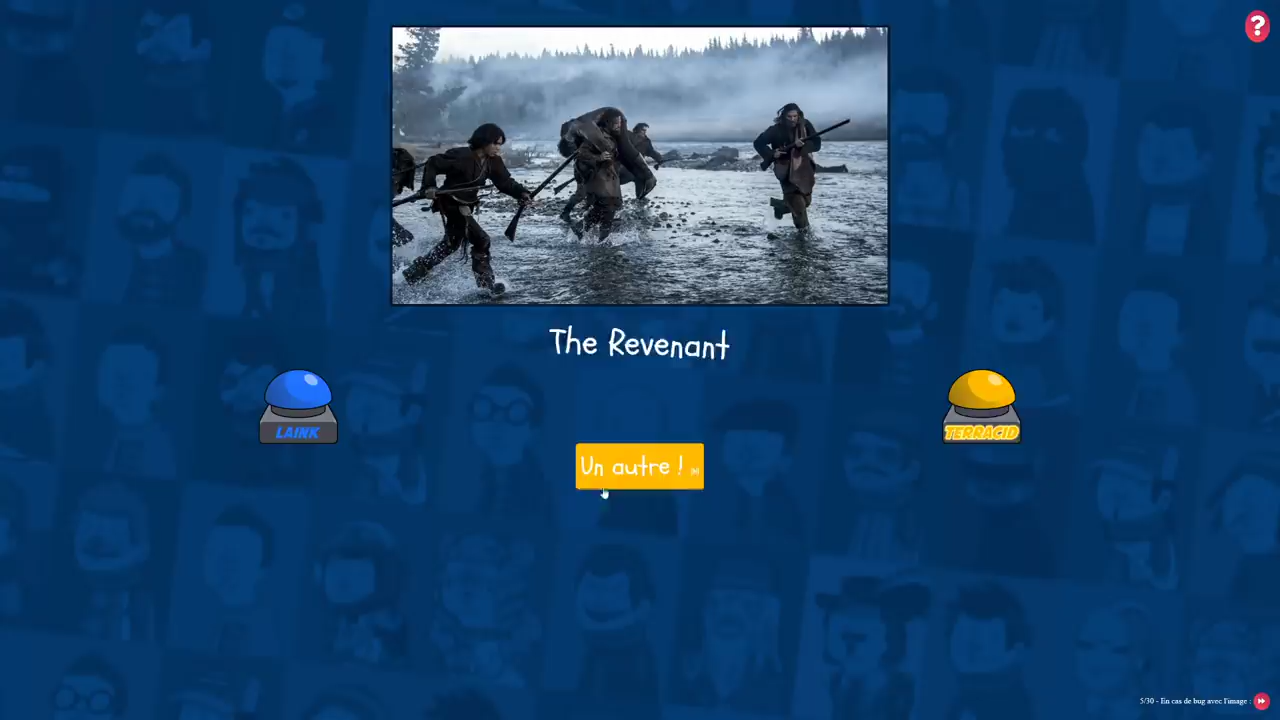 ?
The Revenant
LAINK
TERRACID
Un autre !
5/30 - En cas de bug avec l'image :